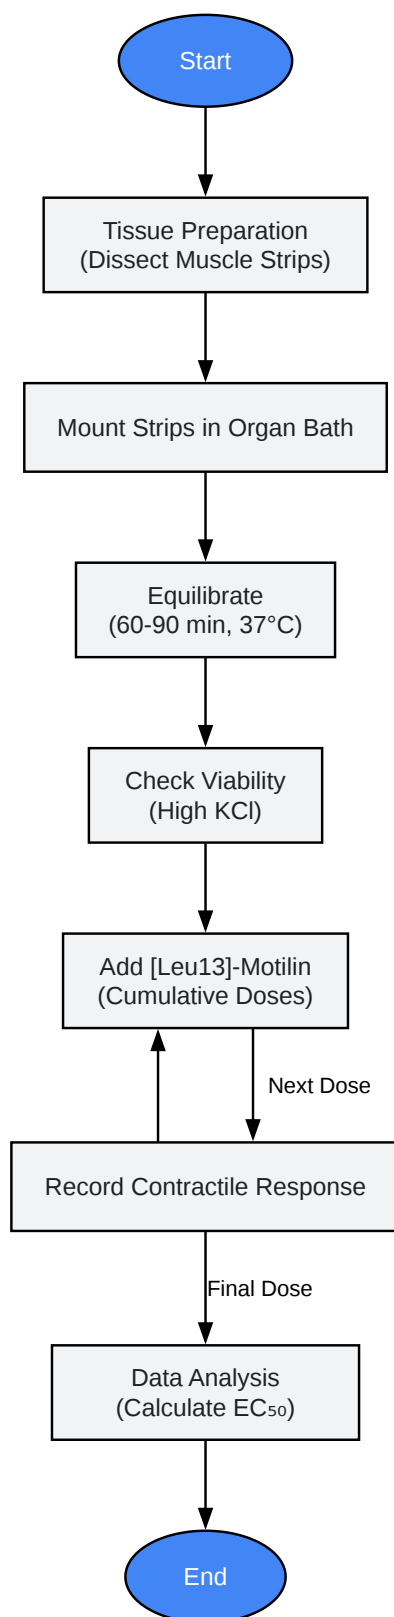 Start
Tissue Preparation
(Dissect Muscle Strips)
Mount Strips in Organ Bath
Equilibrate
(60-90 min, 37°C)
Check Viability
(High KCl)
Add [Leu13]-Motilin
(Cumulative Doses)
Next Dose
Record Contractile Response
Final Dose
Data Analysis
(Calculate EC₅₀)
End